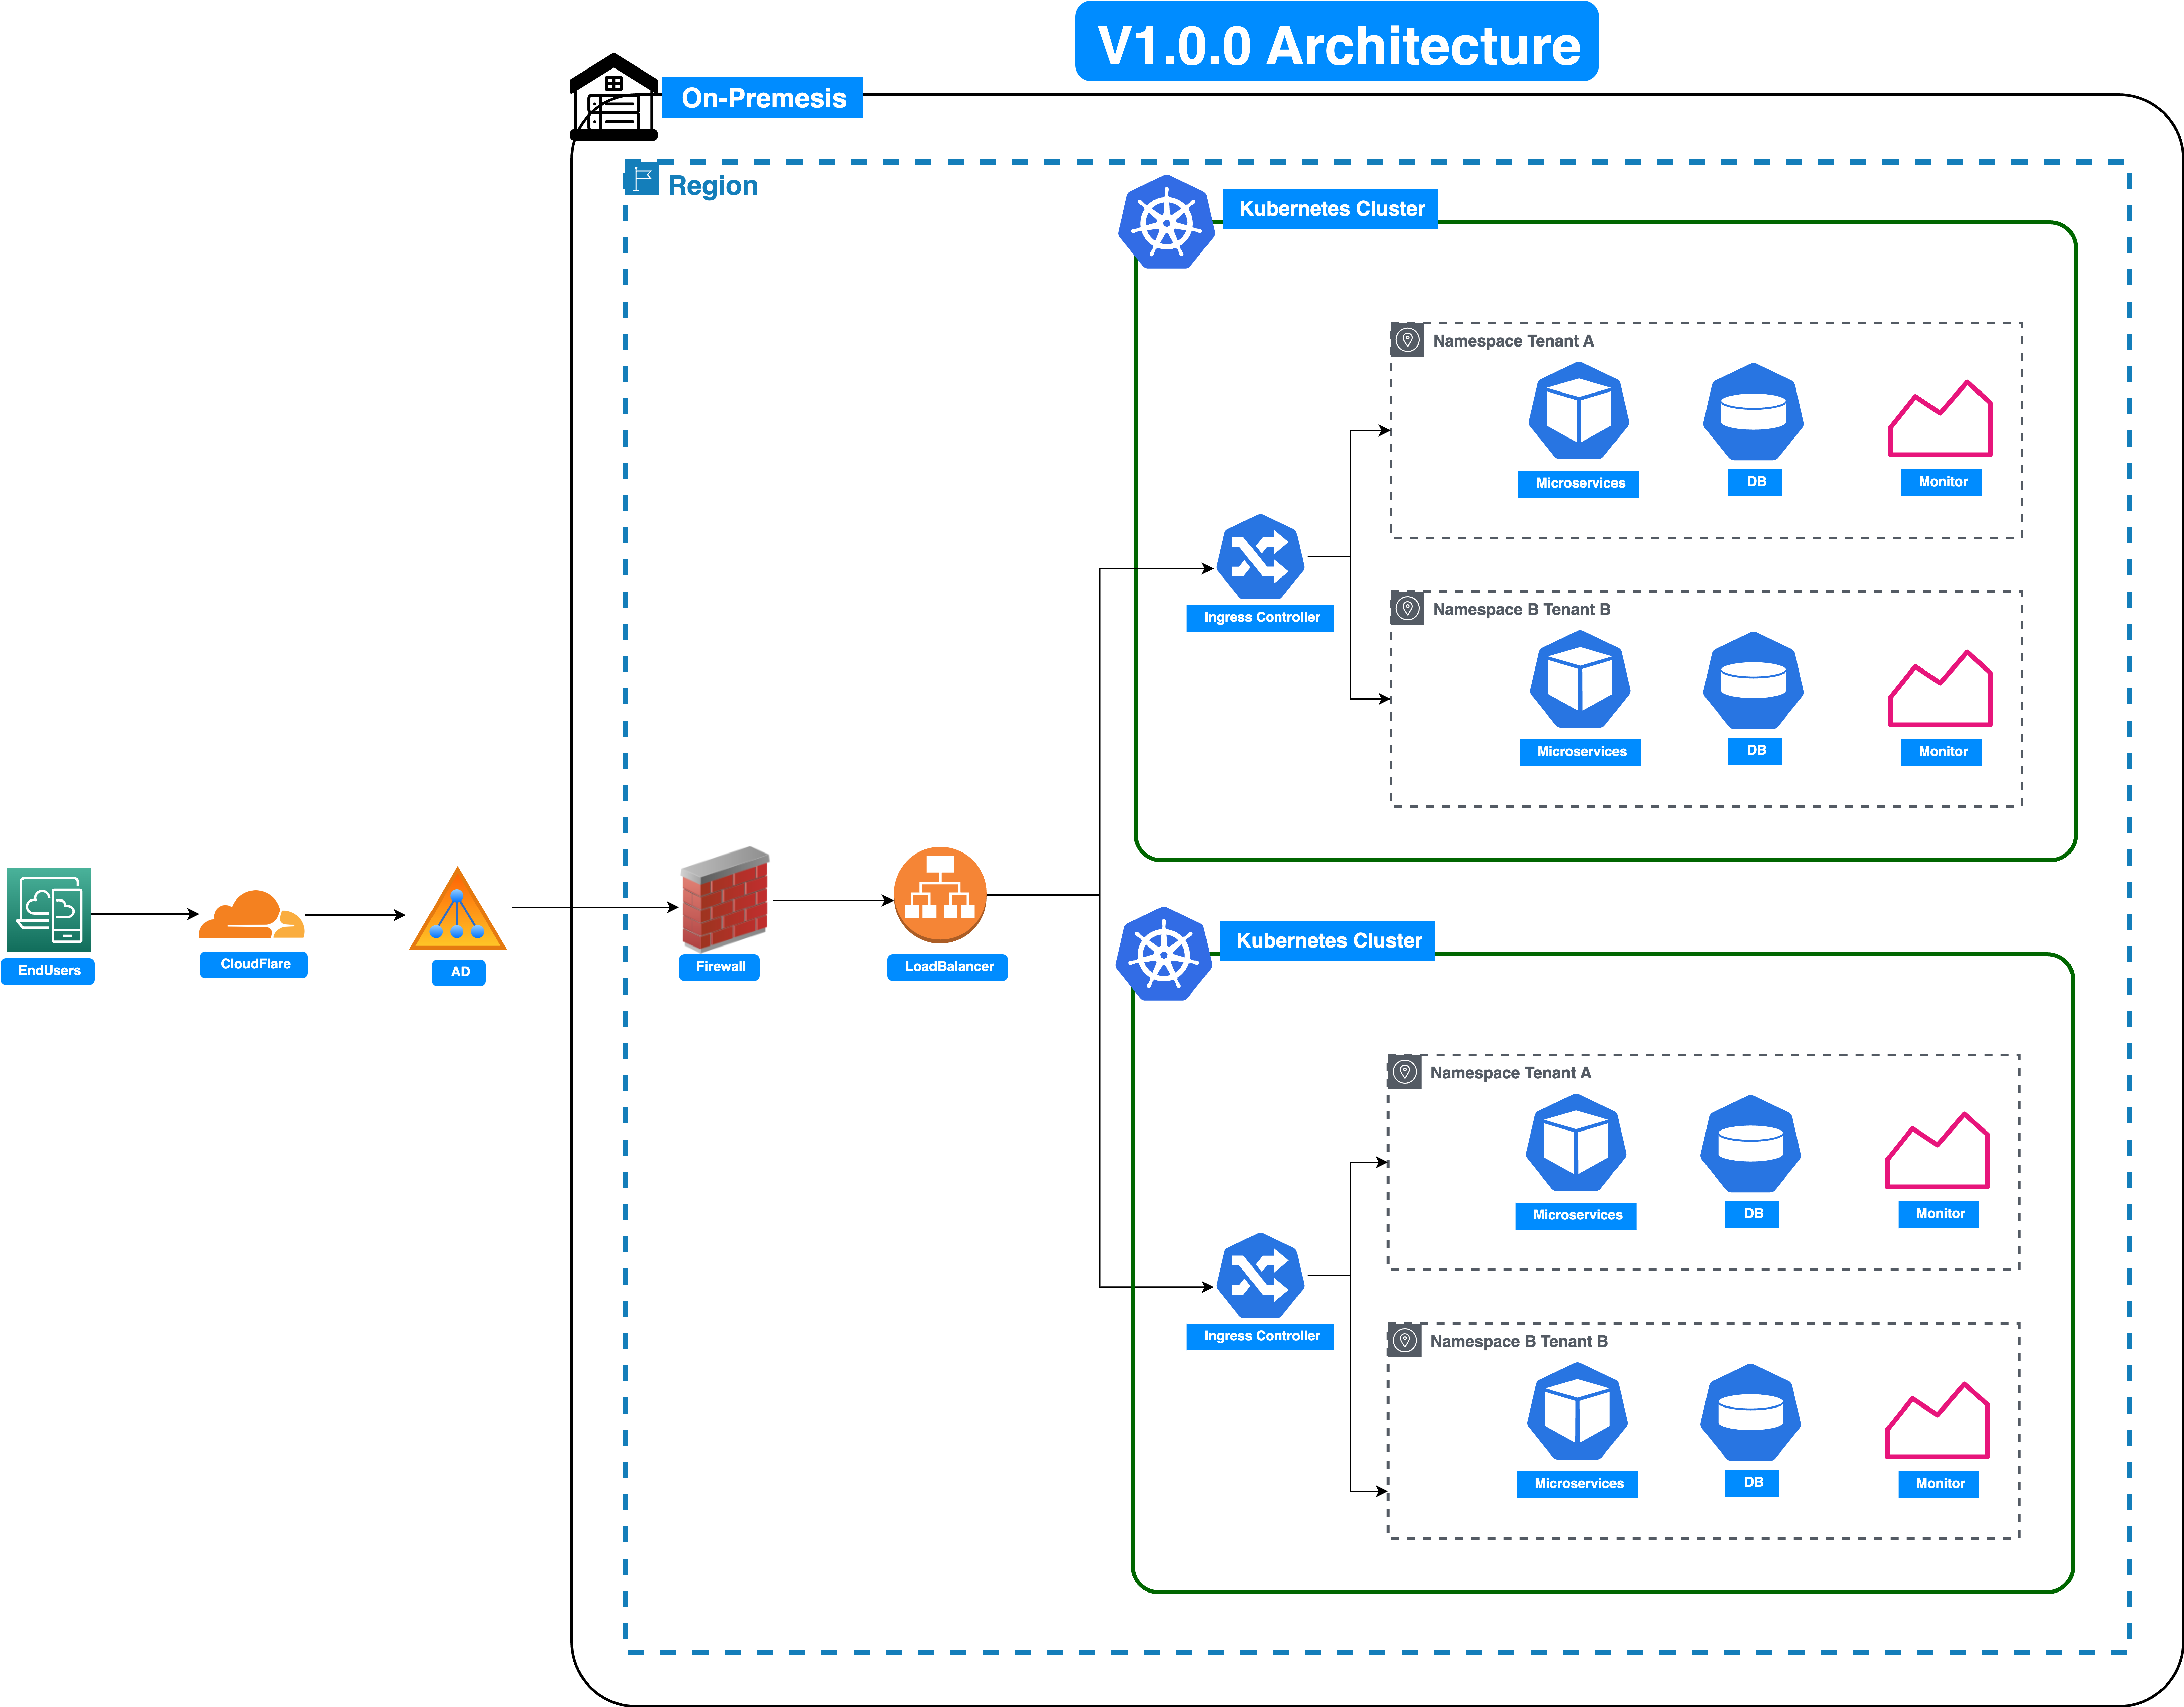 V1.0.0 Architecture
On-Premesis
Region
Kubernetes Cluster
Namespace Tenant A
Microservices
DB
Monitor
Ingress Controller
Namespace B Tenant B
Microservices
DB
Monitor
EndUsers
CloudFlare
AD
Firewall
LoadBalancer
Kubernetes Cluster
Namespace Tenant A
Microservices
DB
Monitor
Ingress Controller
Namespace B Tenant B
Microservices
DB
Monitor